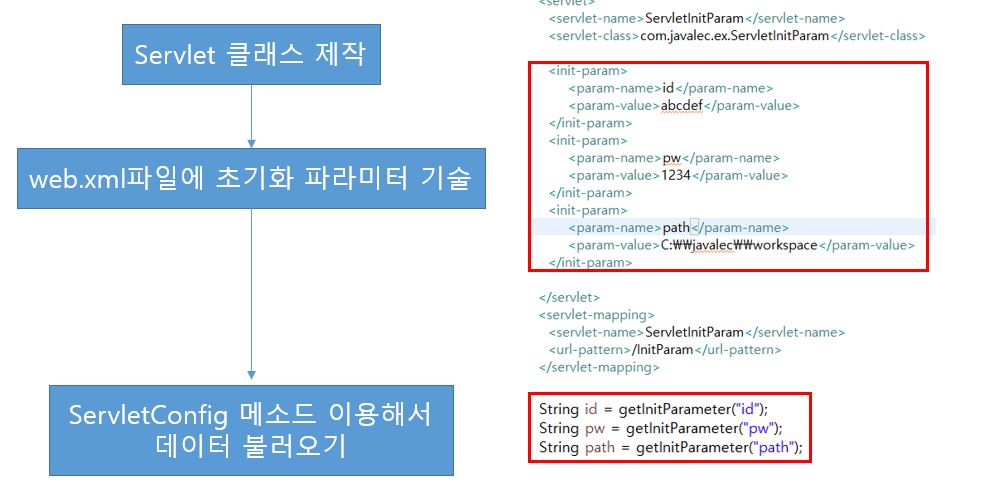 Servlet 클래스 제작
web.xml파일에 초기화 파라미터 기술
ServletConfig 메소드 이용해서
데이터 불러오기
<servlet>
<servlet-name>ServletInitParam</servlet-name>
<servlet-class>com.javalec.ex.ServletInitParam</servlet-class>
<init-param>
<param-name>id</param-name>
<param-value>abcdef</param-value>
</init-param>
<init-param>
<param-name>pw</param-name>
<param-value>1234</param-value>
</init-param>
<init-param>
<param-name>path</param-name>
<param-value>C:₩₩javalec₩₩workspace</param-value>
</init-param>
</servlet>
<servlet-mapping>
<servlet-name>ServletInitParam</servlet-name>
<url-pattern>/InitParam</url-pattern>
</servlet-mapping>
String id = getInitParameter("id");
String pw = getInitParameter("pw");
String path = getInitParameter("path");